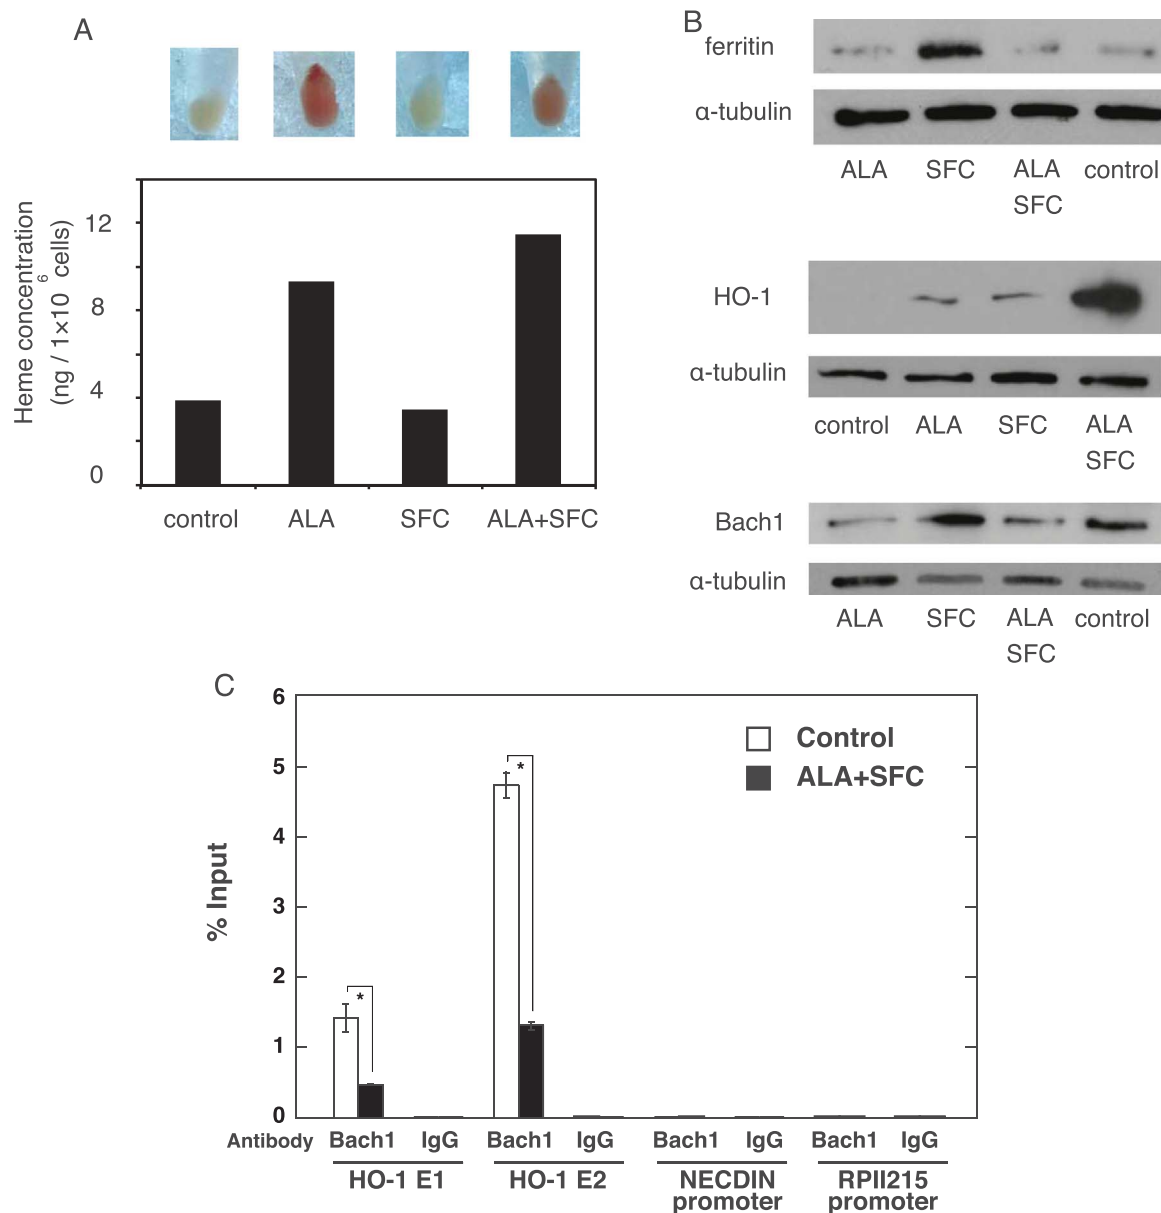 A
Heme concentration
(ng / 1×10 6 cells)
12
8
4
0
control ALA SFC ALA+SFC
B
ferritin
α-tubulin
ALA SFC ALA control
SFC
HO-1
α-tubulin
control ALA SFC ALA
SFC
Bach1
α-tubulin
ALA SFC ALA control
SFC
C
% Input
6
5
4
3
2
1
0
Control
ALA+SFC
*
*
Antibody Bach1 IgG Bach1 IgG Bach1 IgG Bach1 IgG
HO-1 E1 HO-1 E2 NECDIN RPII215
promoter promoter